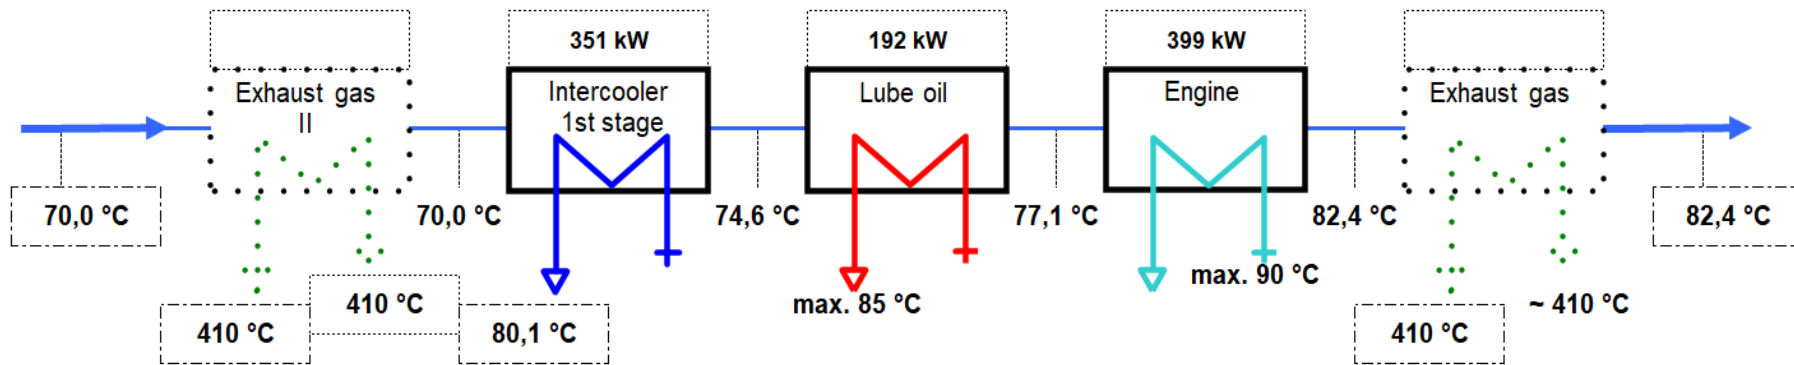 351 kW
192 kW
399 kW
Exhaust gas
II
Intercooler
1st stage
Lube oil
Engine
Exhaust gas
70,0 °C
70,0 °C
74,6 °C
77,1 °C
82,4 °C
82,4 °C
410 °C
410 °C
80,1 °C
max. 85 °C
max. 90 °C
410 °C
~ 410 °C